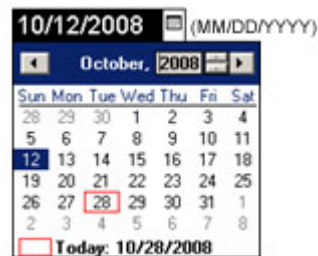 10/12/2008 (MM/DD/YYYY)
October, 2008
Sun Mon Tue Wed Thu Fri Sat
28 29 30 1 2 3 4
5 6 7 8 9 10 11
12 13 14 15 16 17 18
19 20 21 22 23 24 25
26 27 28 29 30 31 1
2 3 4 5 6 7 8
Today: 10/28/2008